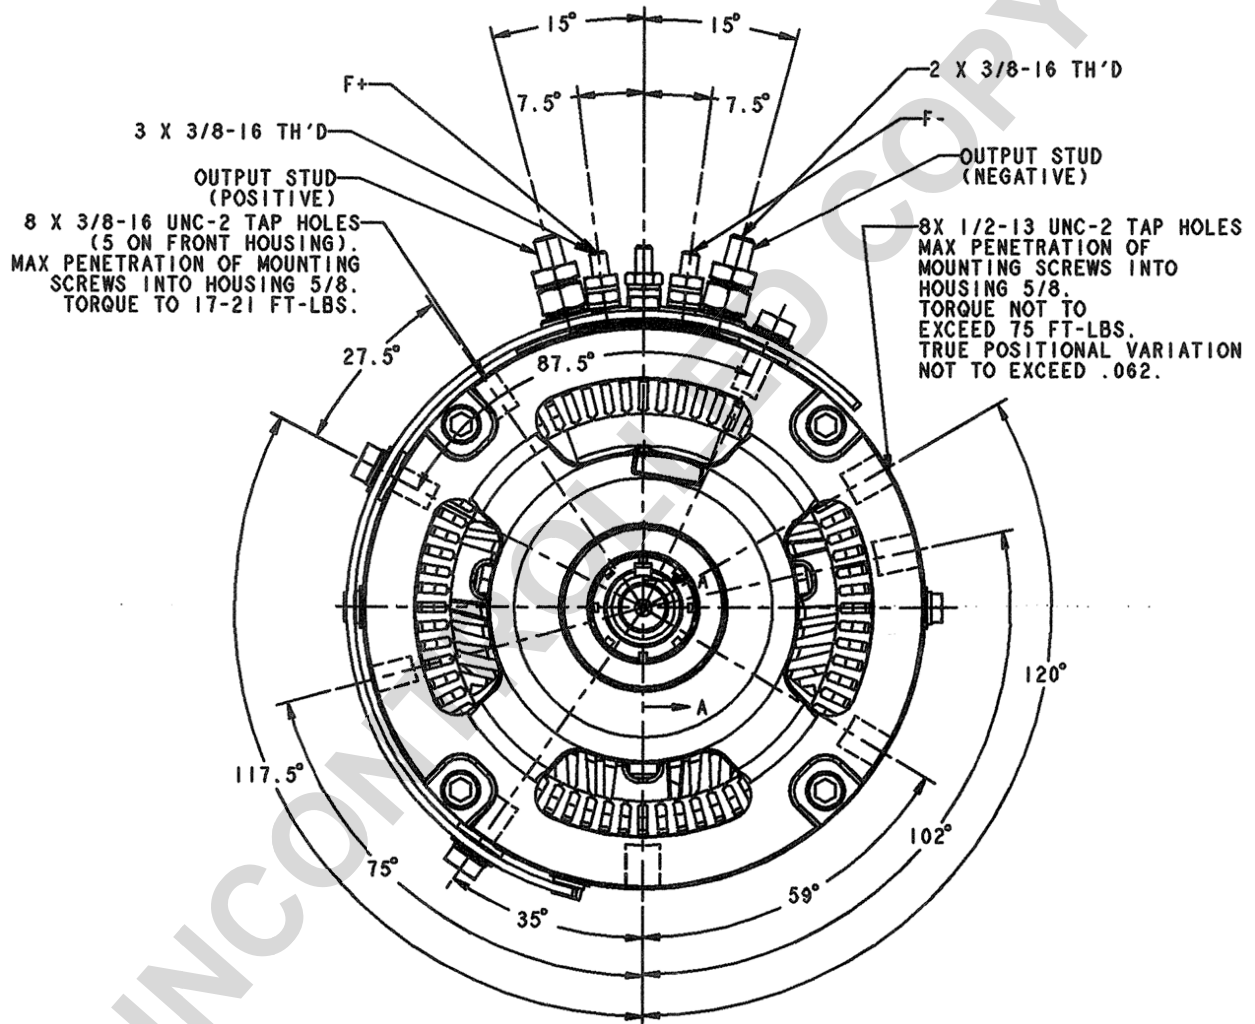 15°
15°
F+
2 X 3/8-16 TH'D
7.5°
7.5°
3 X 3/8-16 TH'D
F-
OUTPUT STUD
(POSITIVE)
OUTPUT STUD
(NEGATIVE)
8 X 3/8-16 UNC-2 TAP HOLES
(5 ON FRONT HOUSING).
MAX PENETRATION OF MOUNTING
SCREWS INTO HOUSING 5/8.
TORQUE TO 17-21 FT-LBS.
8X 1/2-13 UNC-2 TAP HOLES
MAX PENETRATION OF
MOUNTING SCREWS INTO
HOUSING 5/8.
TORQUE NOT TO
EXCEED 75 FT-LBS.
TRUE POSITIONAL VARIATION
NOT TO EXCEED .062.
27.5°
87.5°
A
120°
A
117.5°
102°
75°
59°
35°
UNCONTROLLED COPY